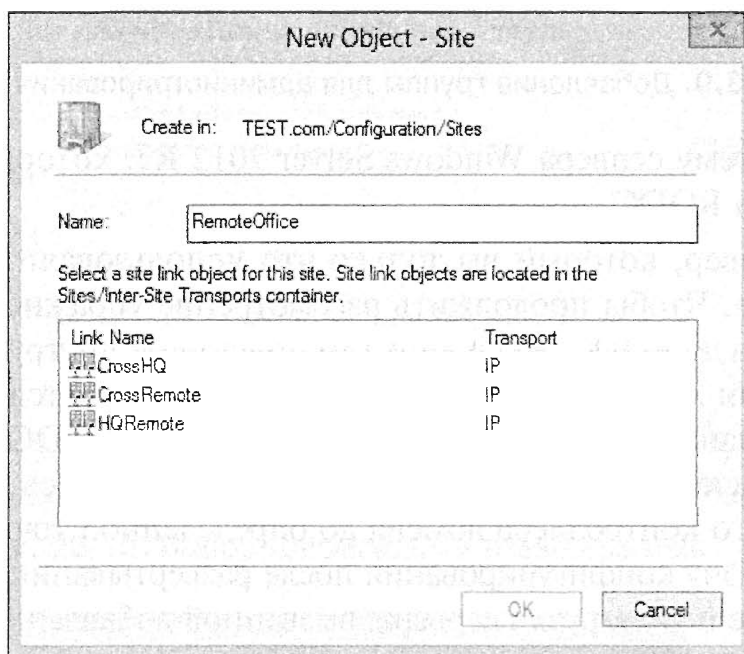 New Object - Site
Create in: TEST.com/Configuration/Sites
Name: RemoteOffice
Select a site link object for this site. Site link objects are located in the
Sites/Inter-Site Transports container.
Link Name Transport
CrossHQ IP
CrossRemote IP
HQRemote IP
OK Cancel